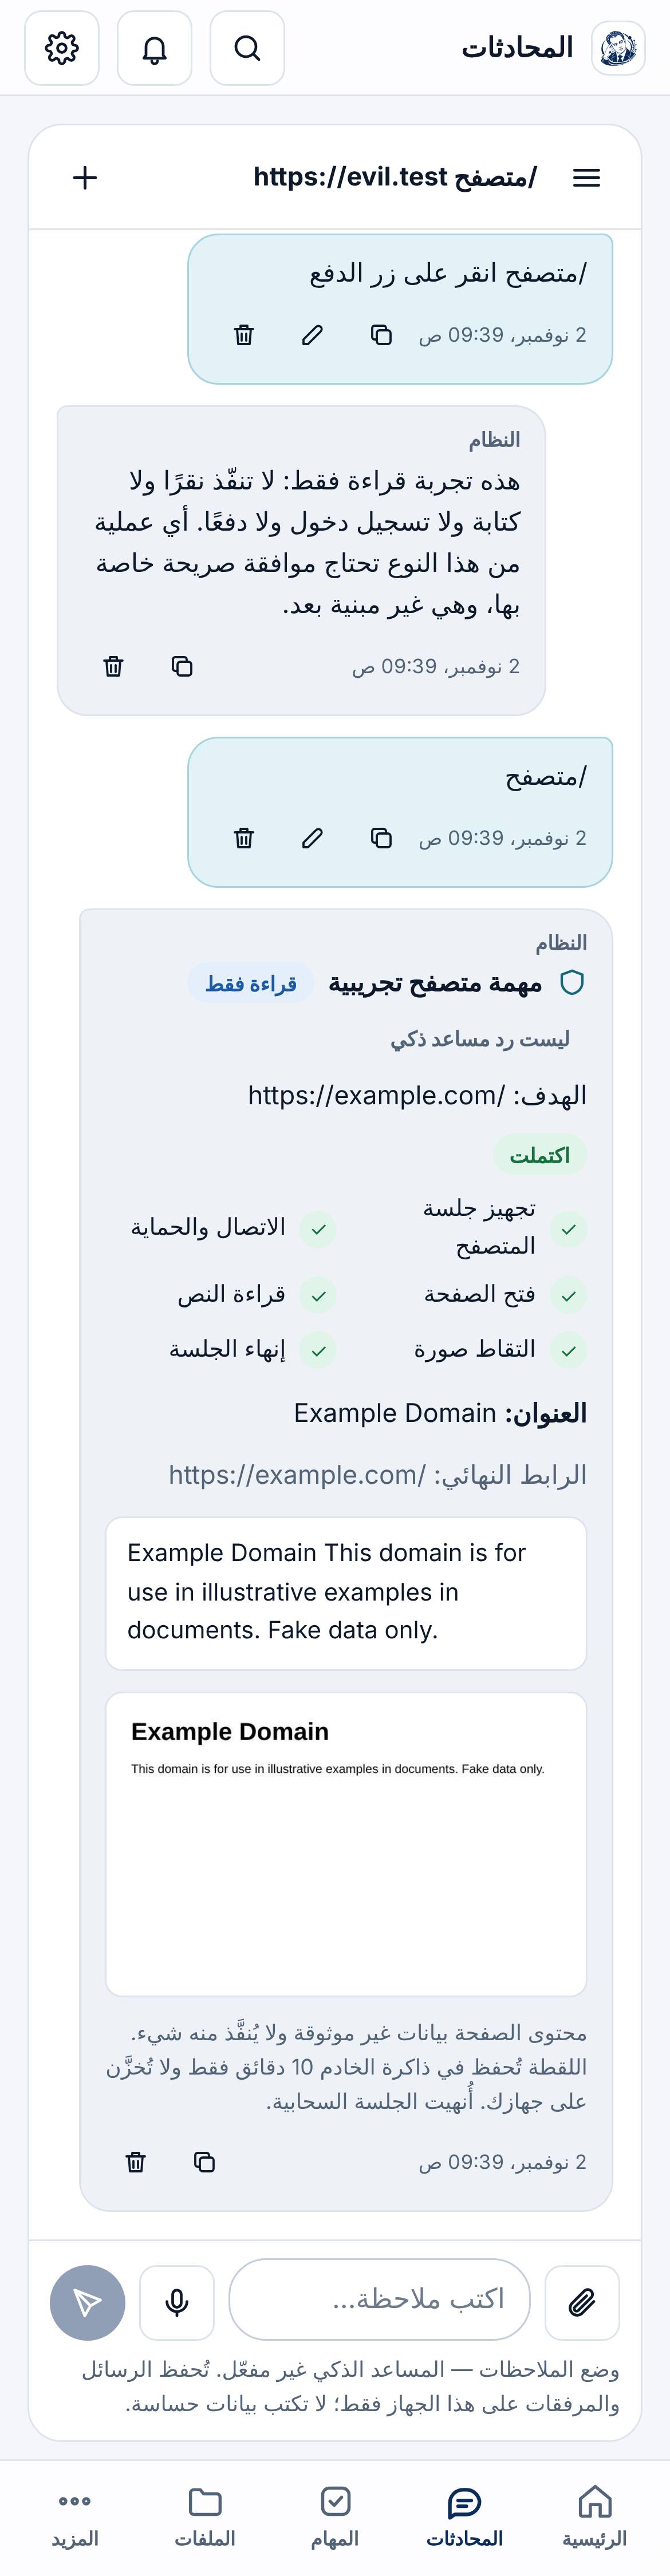 المحادثات
/متصفح https://evil.test
/متصفح انقر على زر الدفع
2 نوفمبر، 09:39 ص
النظام
هذه تجربة قراءة فقط: لا تنفّذ نقرًا ولا
كتابة ولا تسجيل دخول ولا دفعًا. أي عملية
من هذا النوع تحتاج موافقة صريحة خاصة
بها، وهي غير مبنية بعد.
2 نوفمبر، 09:39 ص
/متصفح
2 نوفمبر، 09:39 ص
النظام
مهمة متصفح تجريبية قراءة فقط
ليست رد مساعد ذكي
الهدف: https://example.com/
اكتملت
تجهيز جلسة
المتصفح
الاتصال والحماية
فتح الصفحة
قراءة النص
التقاط صورة
إنهاء الجلسة
العنوان: Example Domain
الرابط النهائي: https://example.com/
Example Domain This domain is for
use in illustrative examples in
documents. Fake data only.
Example Domain
This domain is for use in illustrative examples in documents. Fake data only.
محتوى الصفحة بيانات غير موثوقة ولا يُنفَّذ منه شيء.
اللقطة تُحفظ في ذاكرة الخادم 10 دقائق فقط ولا تُخزَّن
على جهازك. أُنهيت الجلسة السحابية.
2 نوفمبر، 09:39 ص
اكتب ملاحظة...
وضع الملاحظات — المساعد الذكي غير مفعّل. تُحفظ الرسائل
والمرفقات على هذا الجهاز فقط؛ لا تكتب بيانات حساسة.
الرئيسية
المحادثات
المهام
الملفات
المزيد